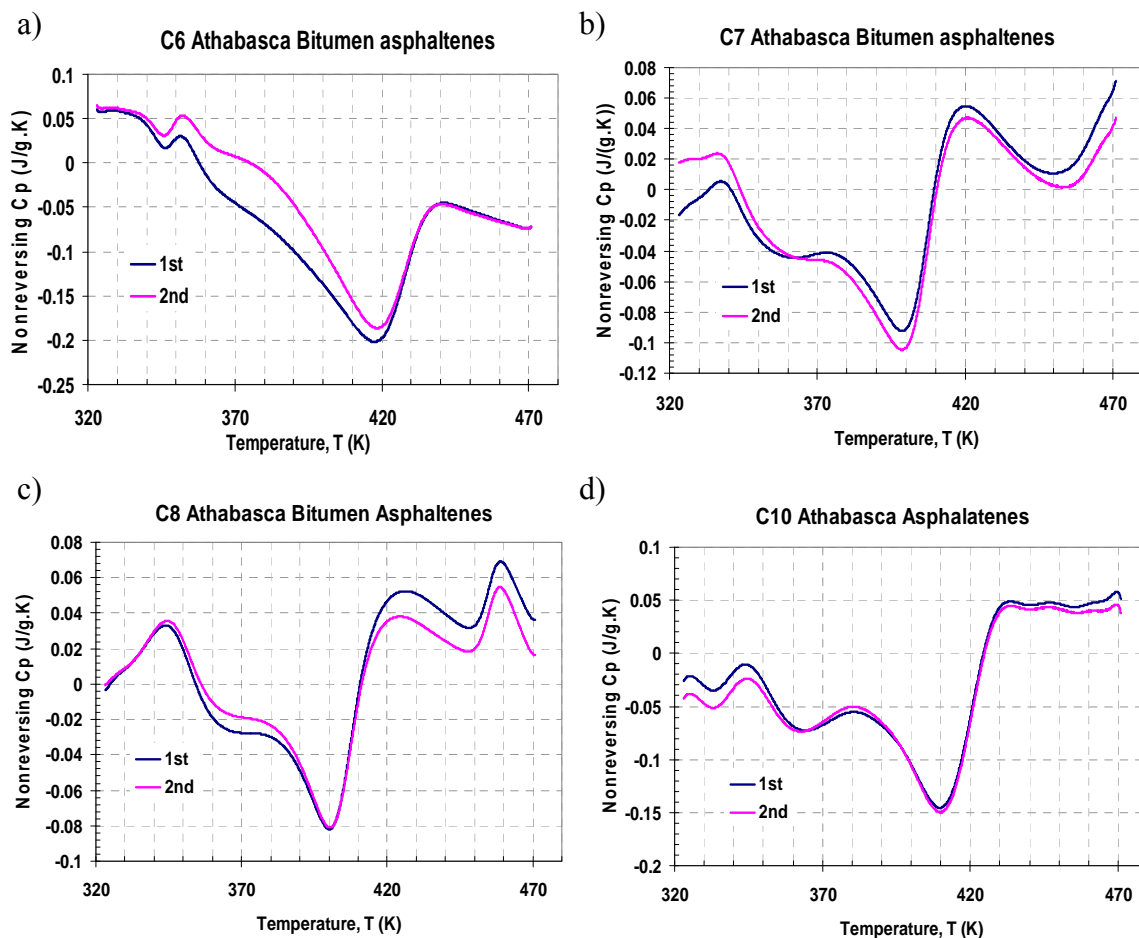 a)
C6 Athabasca Bitumen asphaltenes
Nonreversing Cp (J/g.K)
0.1
0.05
0
-0.05
-0.1
-0.15
-0.2
-0.25
1st
2nd
320 370 420 470
Temperature, T (K)
b)
C7 Athabasca Bitumen asphaltenes
Nonreversing Cp (J/(g.K))
0.08
0.06
0.04
0.02
0
-0.02
-0.04
-0.06
-0.08
-0.1
-0.12
1st
2nd
320 370 420 470
Temperature, T (K)
c)
C8 Athabasca Bitumen Asphaltenes
Nonreversing Cp (J/g.K)
0.08
0.06
0.04
0.02
0
-0.02
-0.04
-0.06
-0.08
-0.1
1st
2nd
320 370 420 470
Temperature, T (K)
d)
C10 Athabasca Asphalatenes
Nonreversing Cp (J/g.K)
0.1
0.05
0
-0.05
-0.1
-0.15
-0.2
1st
2nd
320 370 420 470
Temperature, T (K)